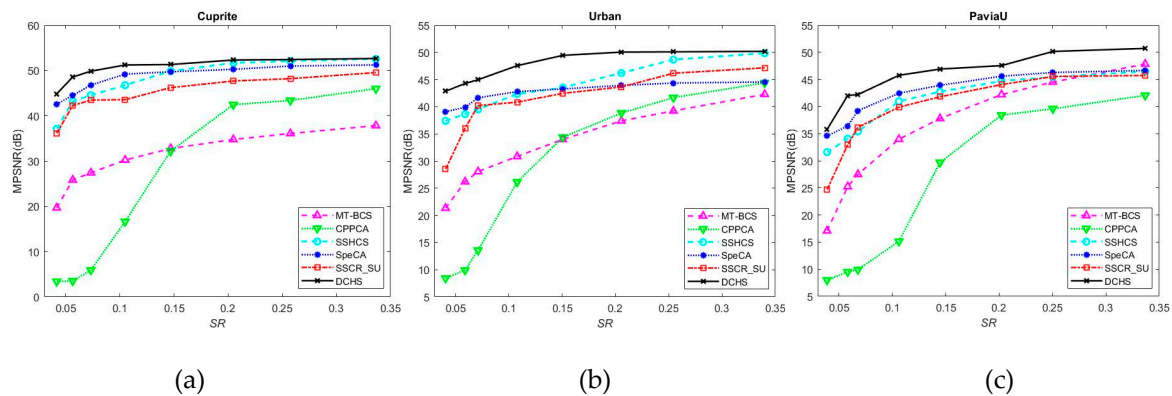 Cuprite
MPSNR(dB)
60
50
40
30
20
10
0
0.05
0.1
0.15
0.2
0.25
0.3
0.35
SR
MT-BCS
CPPCA
SSHCS
SpeCA
SSCR_SU
DCHS
(a)
Urban
MPSNR(dB)
55
50
45
40
35
30
25
20
15
10
5
0.05
0.1
0.15
0.2
0.25
0.3
0.35
SR
MT-BCS
CPPCA
SSHCS
SpeCA
SSCR_SU
DCHS
(b)
PaviaU
MPSNR(dB)
55
50
45
40
35
30
25
20
15
10
5
0.05
0.1
0.15
0.2
0.25
0.3
0.35
SR
MT-BCS
CPPCA
SSHCS
SpeCA
SSCR_SU
DCHS
(c)